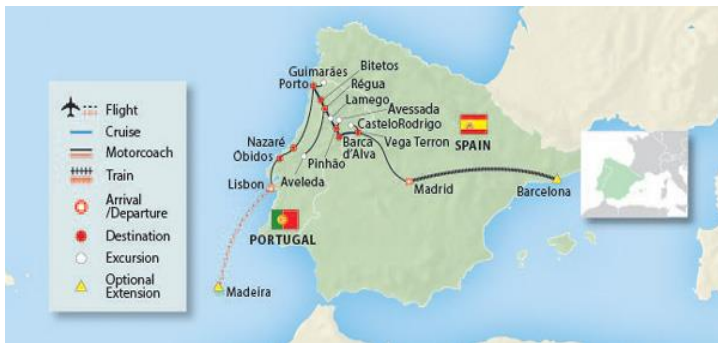 Flight
Cruise
Motorcoach
Train
Arrival
/Departure
Destination
Excursion
Optional
Extension
Bitetos
Guimarães
Porto
Régua
Lamego
Avessada
CasteloRodrigo
Nazaré
Óbidos
Pinhão
Barca
d'Alva
Vega Terron
SPAIN
Lisbon
Aveleda
Madrid
Barcelona
PORTUGAL
Madeira